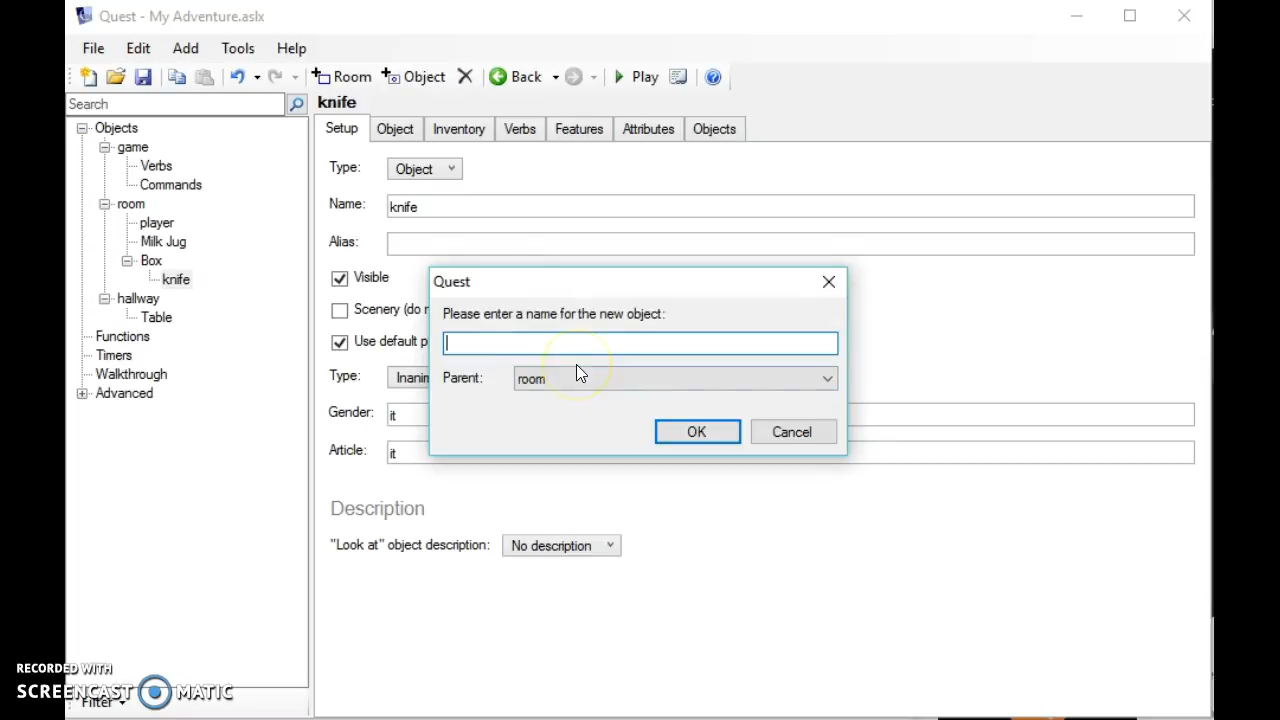 Quest - My Adventure.aslx
File Edit Add Tools Help
Room Object Back Play
Search
knife
Setup Object Inventory Verbs Features Attributes Objects
Objects
game
Verbs
Commands
room
player
Milk Jug
Box
knife
hallway
Table
Functions
Timers
Walkthrough
Advanced
Filter
Type: Object
Name: knife
Alias:
Visible
Scenery (do
Use default p
Type: Inanim
Gender: it
Article: it
Description
"Look at" object description: No description
Quest
Please enter a name for the new object:
Parent: room
OK Cancel
RECORDED WITH
SCREENCAST MATIC